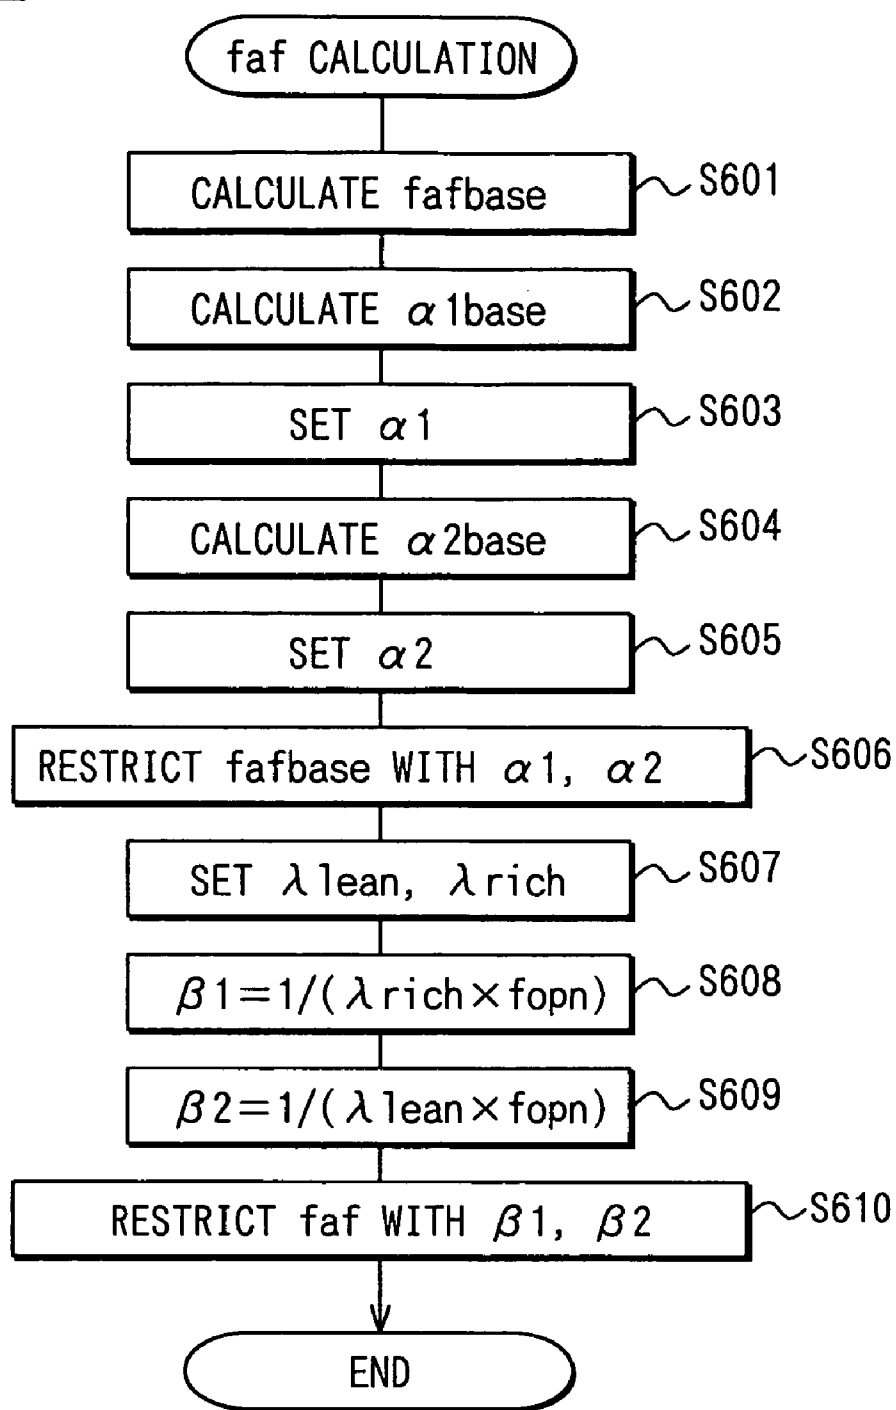 faf CALCULATION
CALCULATE fafbase
S601
CALCULATE α1base
S602
SET α1
S603
CALCULATE α2base
S604
SET α2
S605
RESTRICT fafbase WITH α1, α2
S606
SET λlean, λrich
S607
β1=1/(λrich×fopn)
S608
β2=1/(λlean×fopn)
S609
RESTRICT faf WITH β1, β2
S610
END